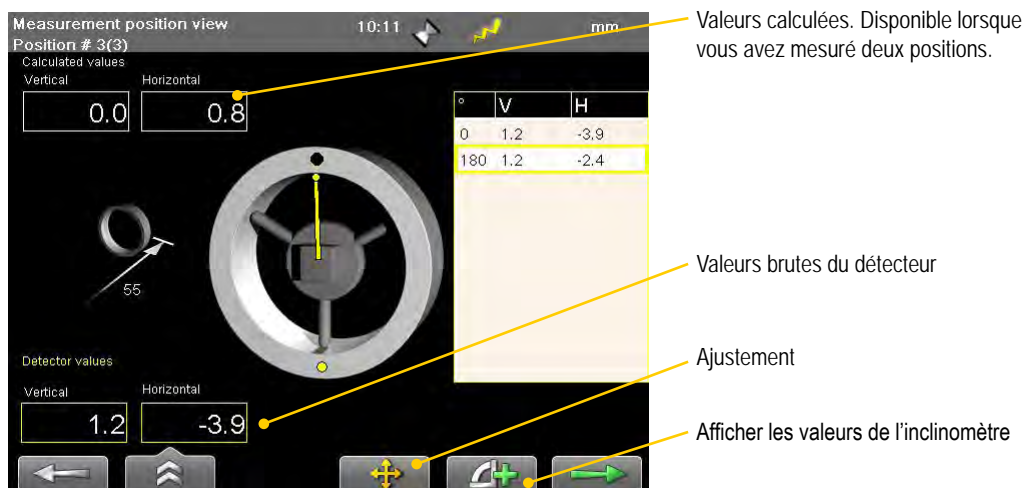 Measurement position view 10:11 mm
Position # 3(3)
Calculated values
Vertical Horizontal
0.0 0.8
° V H
0 1.2 -3.9
180 1.2 -2.4
55
Detector values
Vertical Horizontal
1.2 -3.9
Valeurs calculées. Disponible lorsque
vous avez mesuré deux positions.
Valeurs brutes du détecteur
Ajustement
Afficher les valeurs de l’inclinomètre